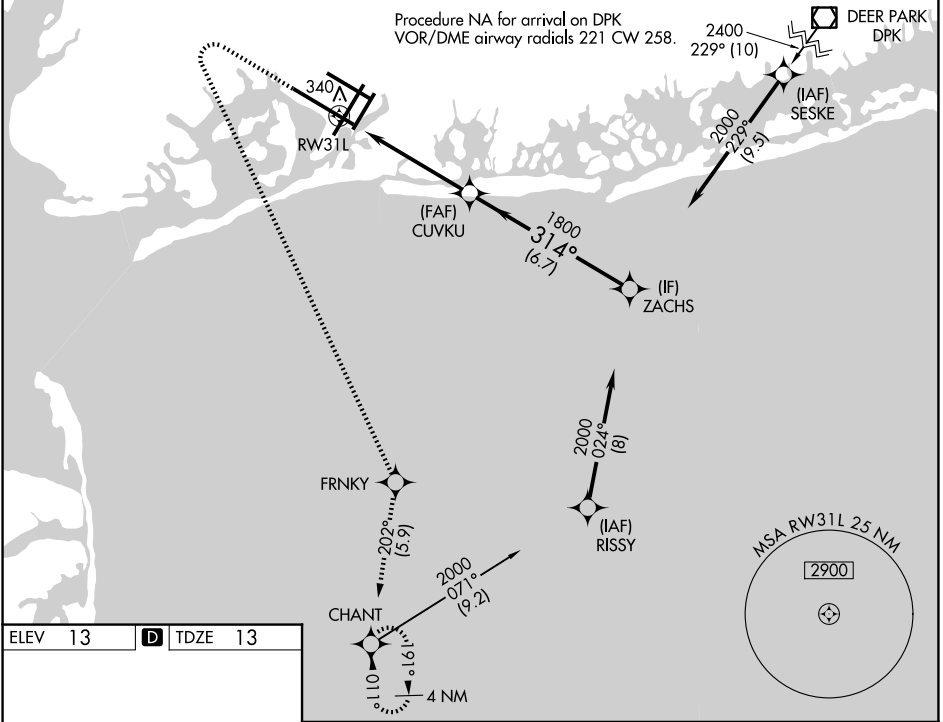 Procedure NA for arrival on DPK
VOR/DME airway radials 221 CW 258.
DEER PARK
DPK
2400
229° (10)
(IAF)
SESKE
2000
229°
(9.5)
340
RW31L
(FAF)
CUVKU
1800
314°
(6.7)
(IF)
ZACHS
2000
024°
(8)
FRNKY
(IAF)
RISSY
202°
(5.9)
2000
071°
(9.2)
CHANT
191°
011°
4 NM
MSA RW31L 25 NM
2900
ELEV 13 D TDZE 13